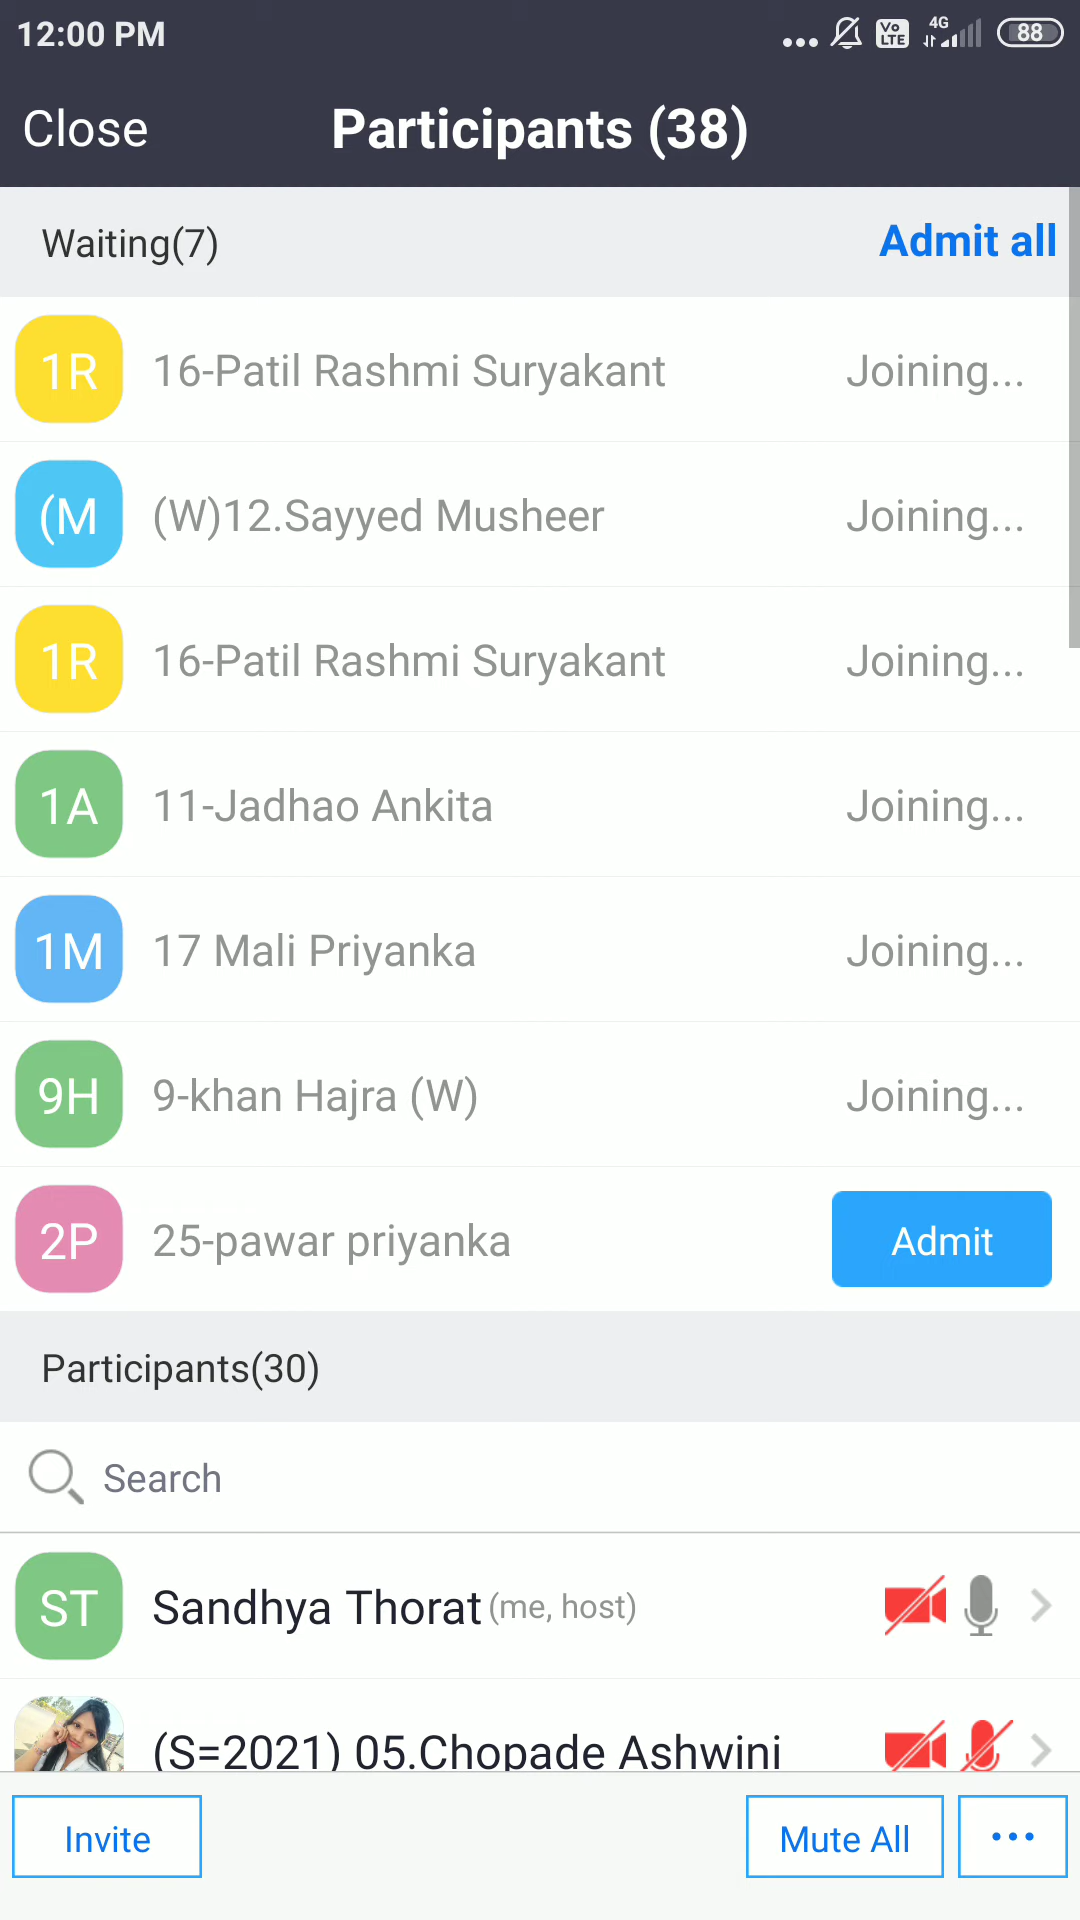 12:00 PM
4G
Vo
LTE
88
Close
Participants (38)
Waiting(7)
Admit all
1R
16-Patil Rashmi Suryakant
Joining...
(M
(W)12.Sayyed Musheer
Joining...
1R
16-Patil Rashmi Suryakant
Joining...
1A
11-Jadhao Ankita
Joining...
1M
17 Mali Priyanka
Joining...
9H
9-khan Hajra (W)
Joining...
2P
25-pawar priyanka
Admit
Participants(30)
Search
ST
Sandhya Thorat (me, host)
(S=2021) 05.Chopade Ashwini
Invite
Mute All
...